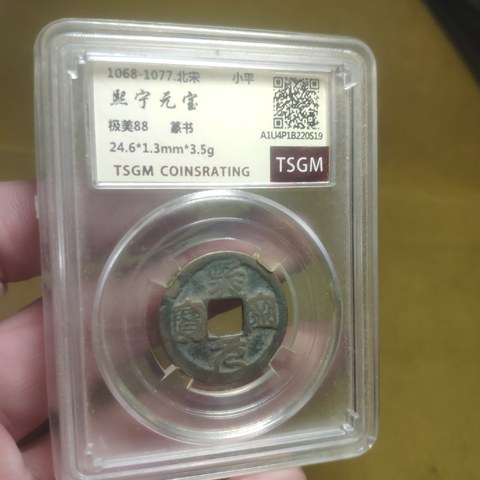 1068-1077.北宋 小平
熙宁元宝
极美88 篆书
A1U4P1B220S19
24.6*1.3mm*3.5g
TSGM
TSGM COINSRATING